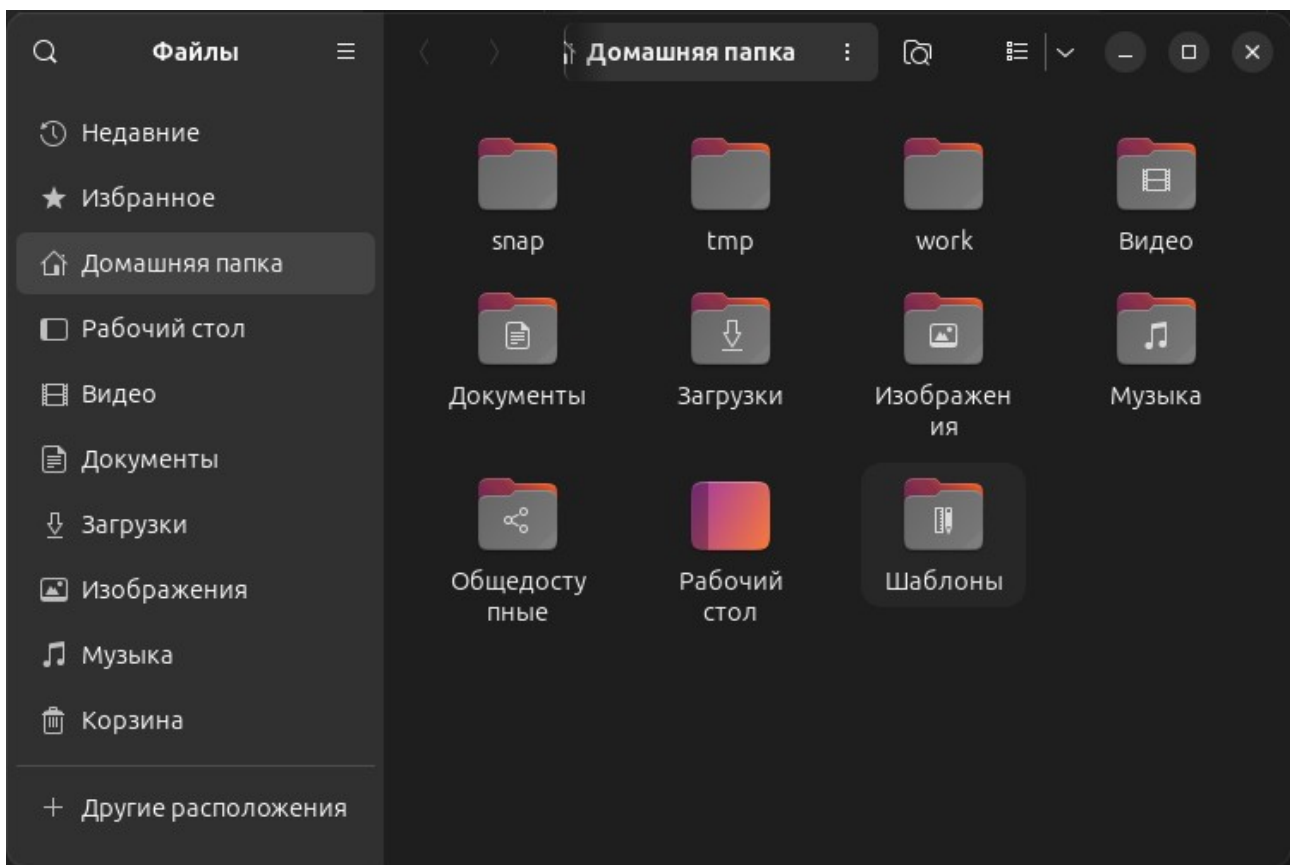 Файлы
Домашняя папка
Недавние
Избранное
Домашняя папка
Рабочий стол
Видео
Документы
Загрузки
Изображения
Музыка
Корзина
Другие расположения
snap
tmp
work
Видео
Документы
Загрузки
Изображен
ия
Музыка
Общедосту
пные
Рабочий
стол
Шаблоны